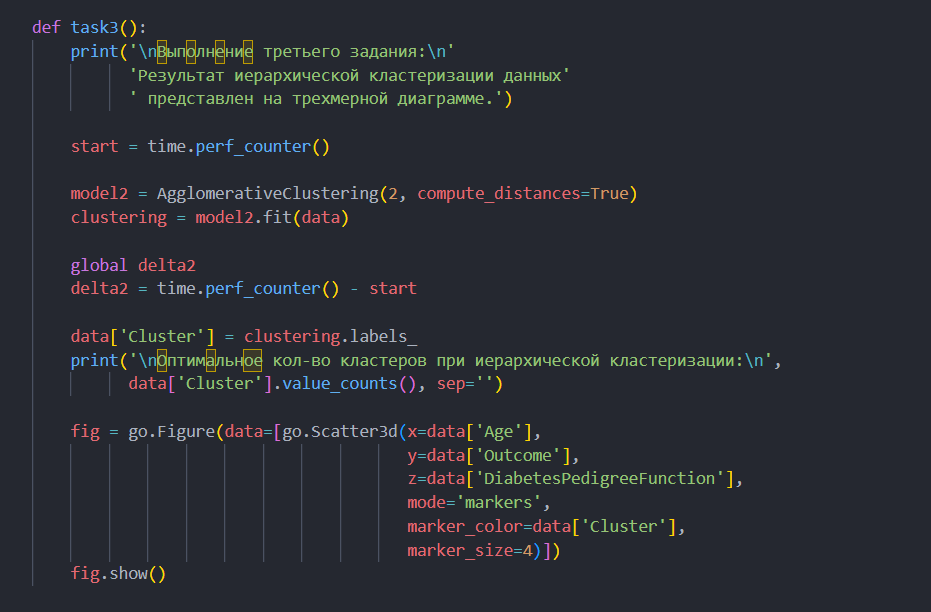 def task3():
    print('\nВыполнение третьего задания:\n'
          'Результат иерархической кластеризации данных'
          ' представлен на трехмерной диаграмме.')
    start = time.perf_counter()
    model2 = AgglomerativeClustering(2, compute_distances=True)
    clustering = model2.fit(data)
    global delta2
    delta2 = time.perf_counter() - start
    data['Cluster'] = clustering.labels_
    print('\nОптимальное кол-во кластеров при иерархической кластеризации:\n',
          data['Cluster'].value_counts(), sep='')
    fig = go.Figure(data=[go.Scatter3d(x=data['Age'],
                                       y=data['Outcome'],
                                       z=data['DiabetesPedigreeFunction'],
                                       mode='markers',
                                       marker_color=data['Cluster'],
                                       marker_size=4)])
    fig.show()